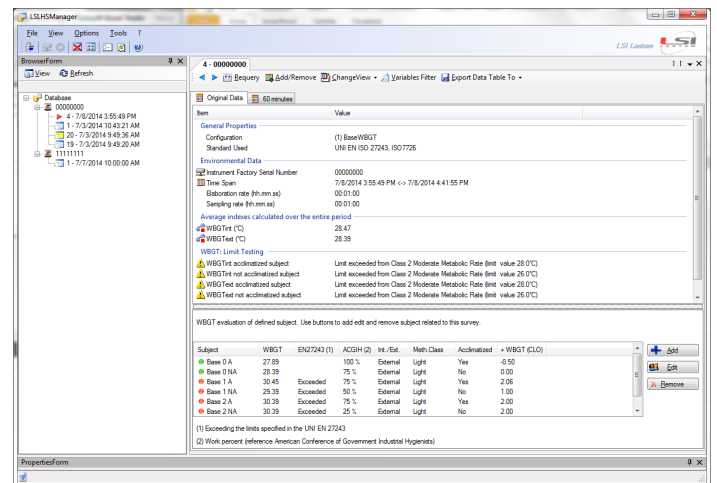 LSI.HSManager
File View Options Tools ?
LSI Lastem
BrowserForm
View Refresh
Database
00000000
4 - 7/8/2014 3:55:49 PM
1 - 7/3/2014 10:43:21 AM
20 - 7/3/2014 9:49:36 AM
19 - 7/3/2014 9:49:20 AM
11111111
1 - 7/7/2014 10:00:00 AM
4 - 00000000
Requery Add/Remove ChangeView Variables Filter Export Data Table To
Original Data 60 minutes
Item Value
General Properties
Configuration (1) BaseWBGT
Standard Used UNI EN ISO 27243, ISO7726
Environmental Data
Instrument Factory Serial Number 00000000
Time Span 7/8/2014 3:55:49 PM <-> 7/8/2014 4:41:55 PM
Elaboration rate (hh.mm.ss) 00:01:00
Sampling rate (hh.mm.ss) 00:01:00
Average indexes calculated over the entire period
WBGTint (°C) 28.47
WBGText (°C) 28.39
WBGT: Limit Testing
WBGTint acclimatized subject Limit exceeded from Class 2 Moderate Metabolic Rate (limit value 28.0°C)
WBGTint not acclimatized subject Limit exceeded from Class 2 Moderate Metabolic Rate (limit value 26.0°C)
WBGText acclimatized subject Limit exceeded from Class 2 Moderate Metabolic Rate (limit value 28.0°C)
WBGText not acclimatized subject Limit exceeded from Class 2 Moderate Metabolic Rate (limit value 26.0°C)
WBGT evaluation of defined subject. Use buttons to add edit and remove subject related to this survey.
Subject WBGT EN27243 (1) ACGIH (2) Int./Ext. Meth.Class Acclimatized + WBGT (CLO)
Base 0 A 27.89 100 % External Light Yes -0.50
Base 0 NA 28.39 75 % External Light No 0.00
Base 1 A 30.45 Exceeded 75 % External Light Yes 2.06
Base 1 NA 29.39 Exceeded 50 % External Light No 1.00
Base 2 A 30.39 Exceeded 75 % External Light Yes 2.00
Base 2 NA 30.39 Exceeded 25 % External Light No 2.00
Add
Edit
Remove
(1) Exceeding the limits specified in the UNI EN 27243
(2) Work percent (reference American Conference of Government Industrial Hygienists)
PropertiesForm